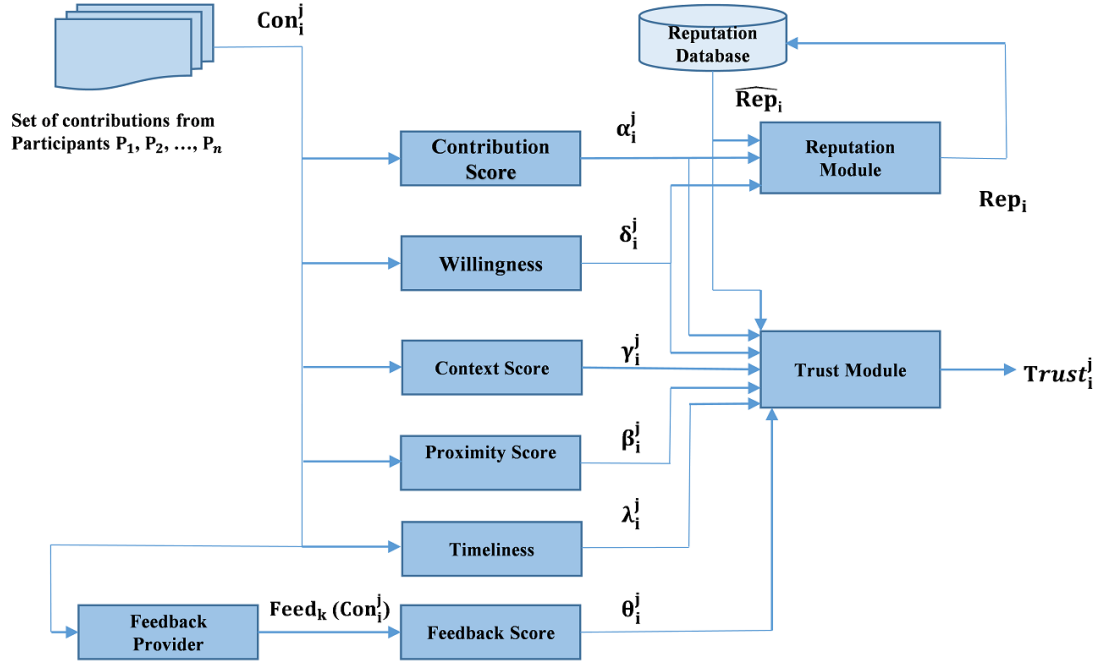 Con_i^j
Reputation
Database
Set of contributions from
Participants P_1, P_2, …, P_n
\widehat{Rep_i}
α_i^j
Contribution
Score
Reputation
Module
Rep_i
δ_i^j
Willingness
γ_i^j
Context Score
Trust Module
Trust_i^j
Proximity Score
β_i^j
λ_i^j
Timeliness
Feedback
Provider
Feed_k (Con_i^j)
Feedback Score
θ_i^j